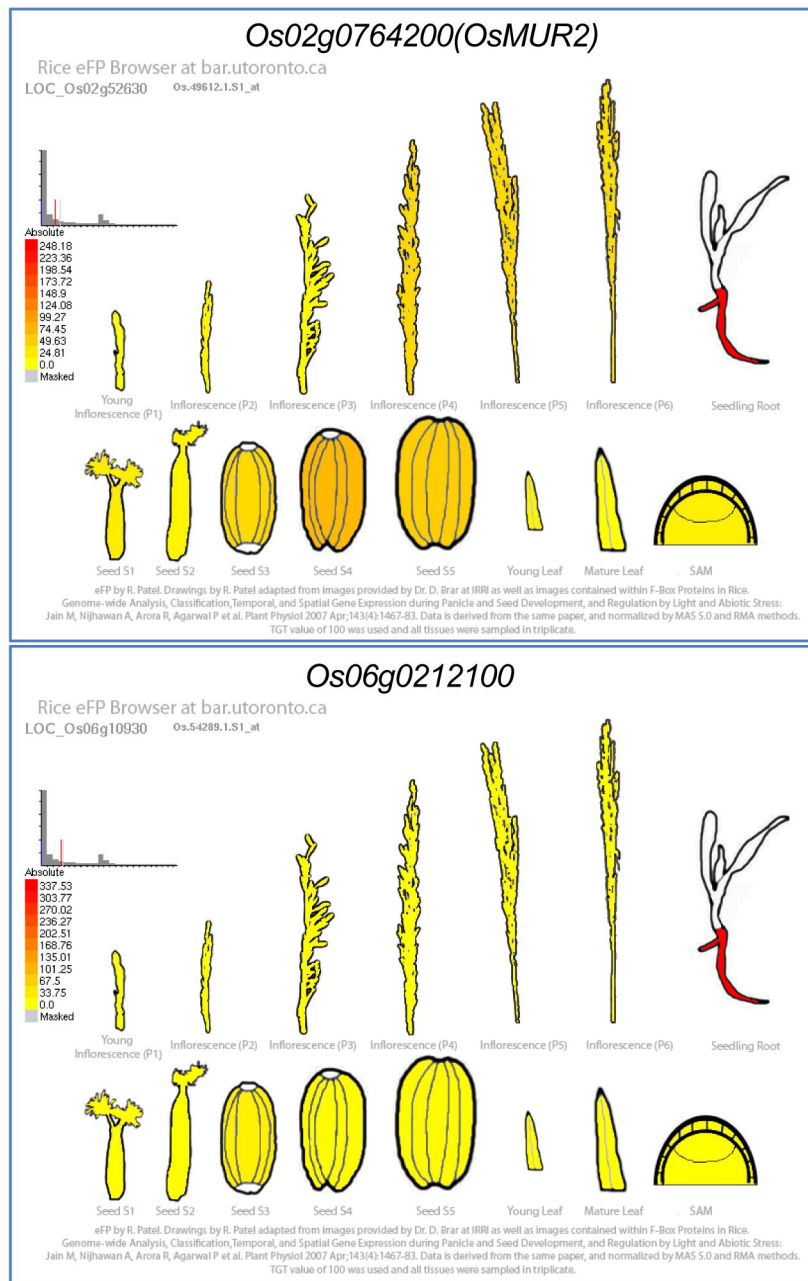 Os02g0764200(OsMUR2)
Rice eFP Browser at bar.utoronto.ca
LOC_Os02g52630 Os.49612.1.S1_at
Absolute
248.18
223.36
198.54
173.72
148.9
124.08
99.27
74.45
49.63
24.81
0.0
Masked
Young
Inflorescence (P1) Inflorescence (P2) Inflorescence (P3) Inflorescence (P4) Inflorescence (P5) Inflorescence (P6) Seedling Root
Seed S1 Seed S2 Seed S3 Seed S4 Seed S5 Young Leaf Mature Leaf . SAM
eFP by R. Patel. Drawings by R. Patel adapted from images provided by Dr. D. Brar at IRRI as well as images contained within F-Box Proteins in Rice.
Genome-wide Analysis, Classification,Temporal, and Spatial Gene Expression during Panicle and Seed Development, and Regulation by Light and Abiotic Stress:
Jain M, Nijhawan A, Arora R, Agarwal P et al. Plant Physiol 2007 Apr;143(4):1467-83. Data is derived from the same paper, and normalized by MAS 5.0 and RMA methods.
TGT value of 100 was used and all tissues were sampled in triplicate.
Os06g0212100
Rice eFP Browser at bar.utoronto.ca
LOC_Os06g10930 Os.54289.1.S1_at
Absolute
337.53
303.77
270.02
236.27
202.51
168.76
135.01
101.25
67.5
33.75
0.0
Masked
Young
Inflorescence (P1) Inflorescence (P2) Inflorescence (P3) Inflorescence (P4) Inflorescence (P5) Inflorescence (P6) Seedling Root
Seed S1 Seed S2 Seed S3 Seed S4 Seed S5 Young Leaf Mature Leaf . SAM
eFP by R. Patel. Drawings by R. Patel adapted from images provided by Dr. D. Brar at IRRI as well as images contained within F-Box Proteins in Rice.
Genome-wide Analysis, Classification,Temporal, and Spatial Gene Expression during Panicle and Seed Development, and Regulation by Light and Abiotic Stress:
Jain M, Nijhawan A, Arora R, Agarwal P et al. Plant Physiol 2007 Apr;143(4):1467-83. Data is derived from the same paper, and normalized by MAS 5.0 and RMA methods.
TGT value of 100 was used and all tissues were sampled in triplicate.